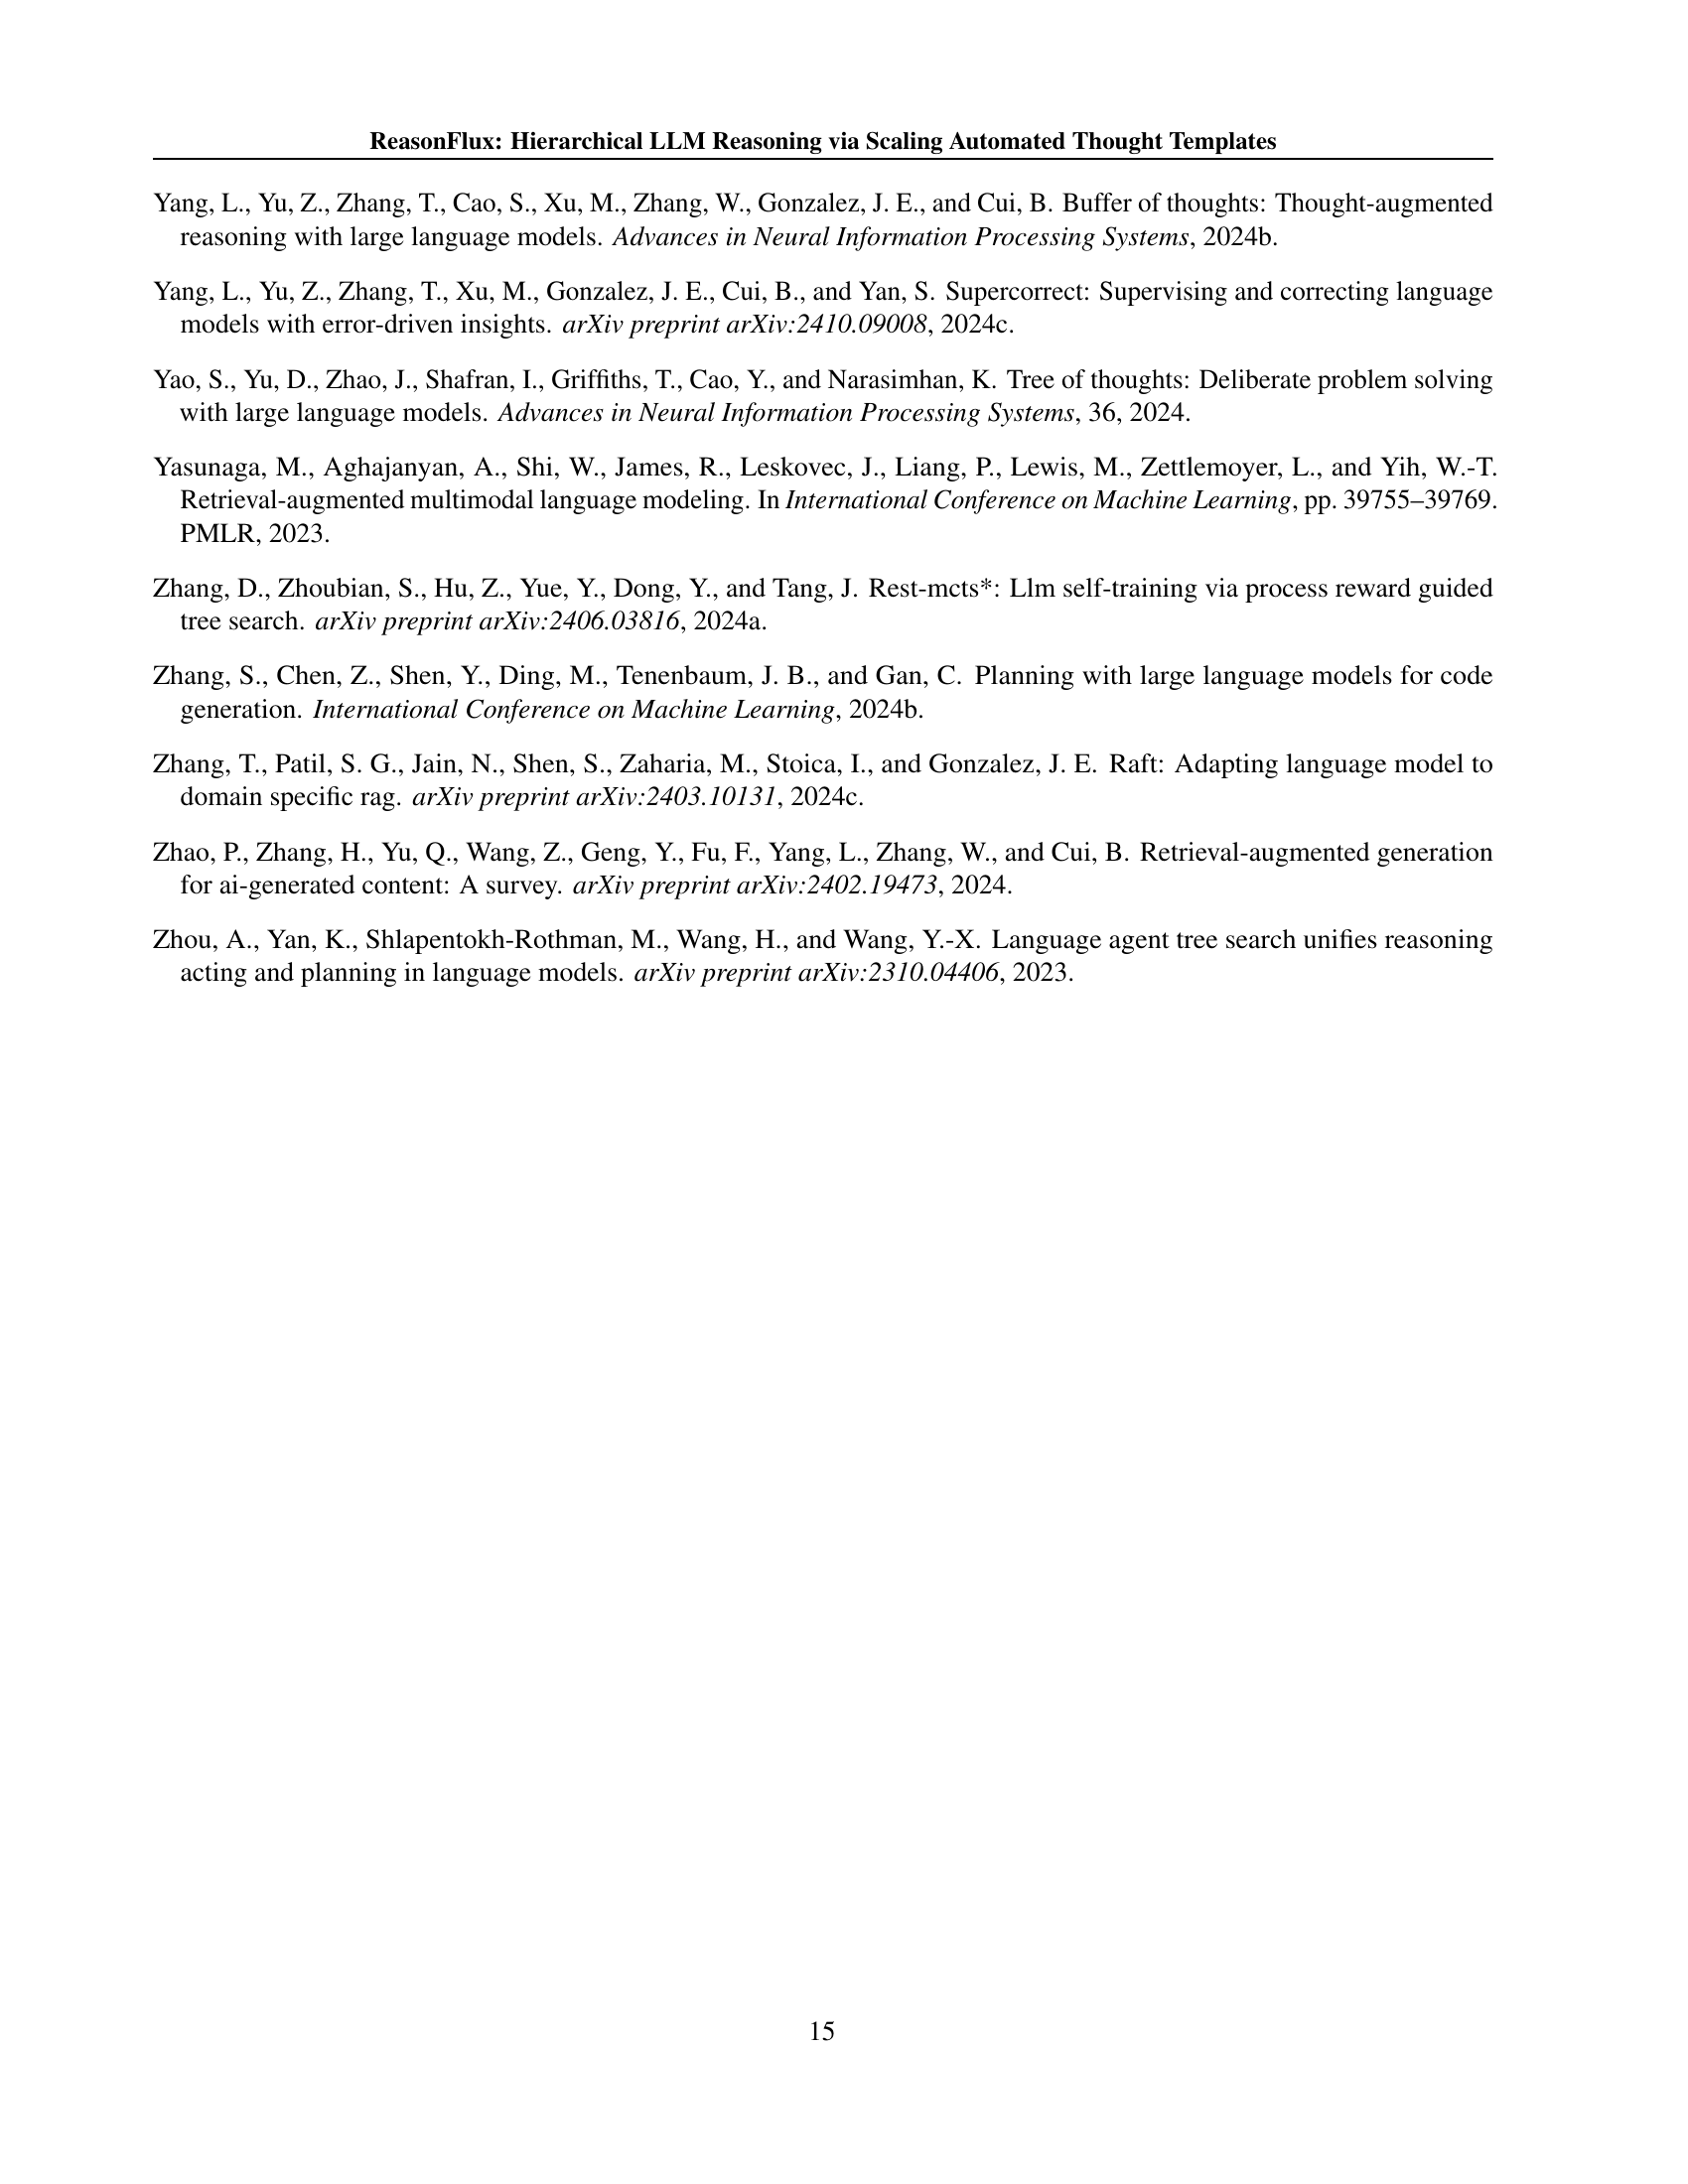 ReasonFlux: Hierarchical LLM Reasoning via Scaling Automated Thought Templates
Yang, L., Yu, Z., Zhang, T., Cao, S., Xu, M., Zhang, W., Gonzalez, J. E., and Cui, B. Buffer of thoughts: Thought-augmented
reasoning with large language models. Advances in Neural Information Processing Systems, 2024b.
Yang, L., Yu, Z., Zhang, T., Xu, M., Gonzalez, J. E., Cui, B., and Yan, S. Supercorrect: Supervising and correcting language
models with error-driven insights. arXiv preprint arXiv:2410.09008, 2024c.
Yao, S., Yu, D., Zhao, J., Shafran, I., Griffiths, T., Cao, Y., and Narasimhan, K. Tree of thoughts: Deliberate problem solving
with large language models. Advances in Neural Information Processing Systems, 36, 2024.
Yasunaga, M., Aghajanyan, A., Shi, W., James, R., Leskovec, J., Liang, P., Lewis, M., Zettlemoyer, L., and Yih, W.-T.
Retrieval-augmented multimodal language modeling. In International Conference on Machine Learning, pp. 39755–39769.
PMLR, 2023.
Zhang, D., Zhoubian, S., Hu, Z., Yue, Y., Dong, Y., and Tang, J. Rest-mcts*: Llm self-training via process reward guided
tree search. arXiv preprint arXiv:2406.03816, 2024a.
Zhang, S., Chen, Z., Shen, Y., Ding, M., Tenenbaum, J. B., and Gan, C. Planning with large language models for code
generation. International Conference on Machine Learning, 2024b.
Zhang, T., Patil, S. G., Jain, N., Shen, S., Zaharia, M., Stoica, I., and Gonzalez, J. E. Raft: Adapting language model to
domain specific rag. arXiv preprint arXiv:2403.10131, 2024c.
Zhao, P., Zhang, H., Yu, Q., Wang, Z., Geng, Y., Fu, F., Yang, L., Zhang, W., and Cui, B. Retrieval-augmented generation
for ai-generated content: A survey. arXiv preprint arXiv:2402.19473, 2024.
Zhou, A., Yan, K., Shlapentokh-Rothman, M., Wang, H., and Wang, Y.-X. Language agent tree search unifies reasoning
acting and planning in language models. arXiv preprint arXiv:2310.04406, 2023.
15